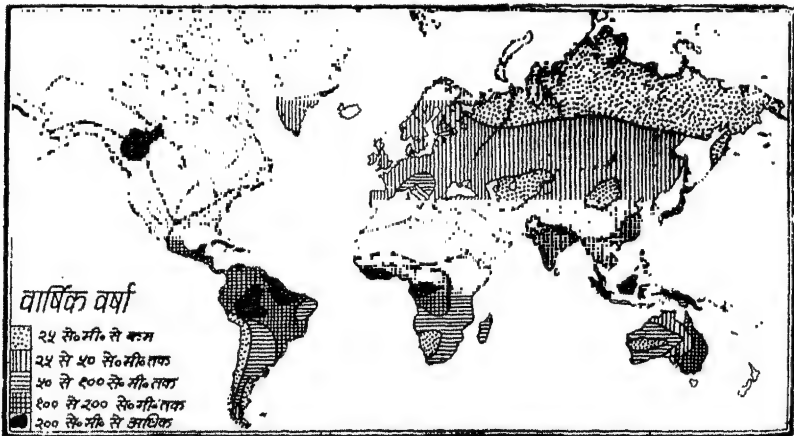 वार्षिक वर्षा
२५ से॰मी॰ से कम
२५ से ५० से॰मी॰ तक
५० से १०० से॰मी॰ तक
१०० से २०० से॰मी॰ तक
२०० से॰मी॰ से अधिक